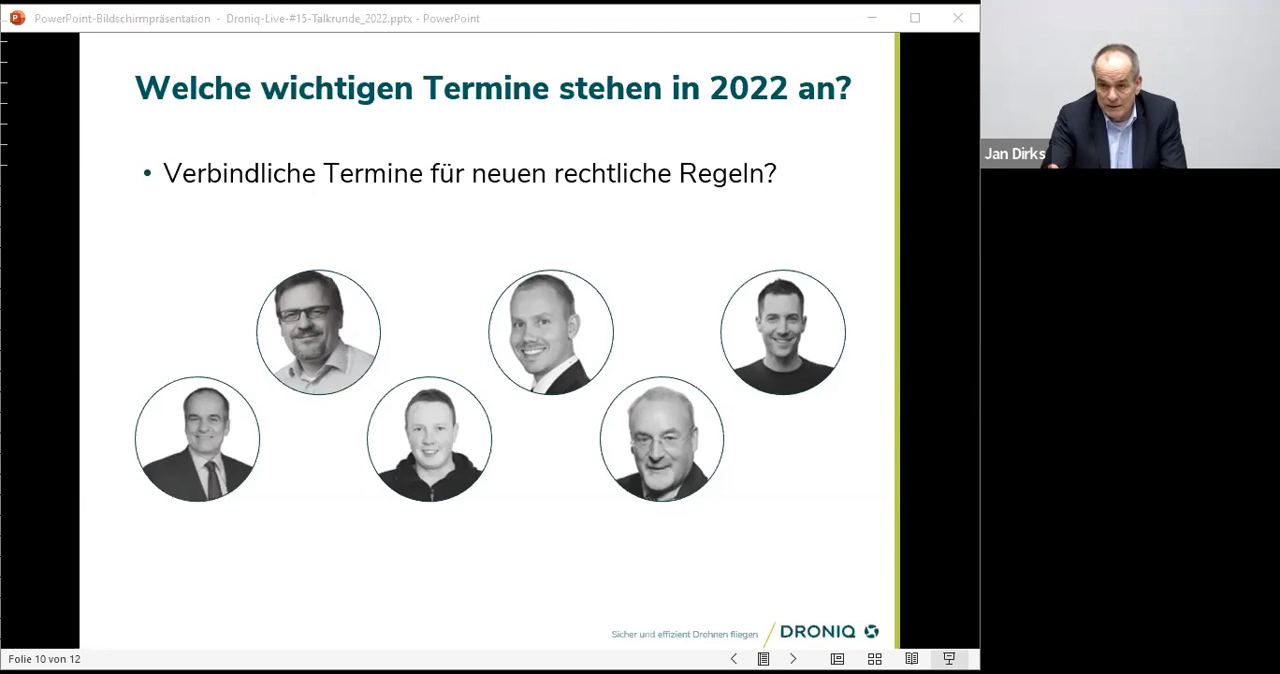 PowerPoint-Bildschirmpräsentation - Droniq-Live-#15-Talkrunde_2022.pptx - PowerPoint
Welche wichtigen Termine stehen in 2022 an?
• Verbindliche Termine für neuen rechtliche Regeln?
Jan Dirks
Sicher und effizient Drohnen fliegen
DRONIQ
Folie 10 von 12